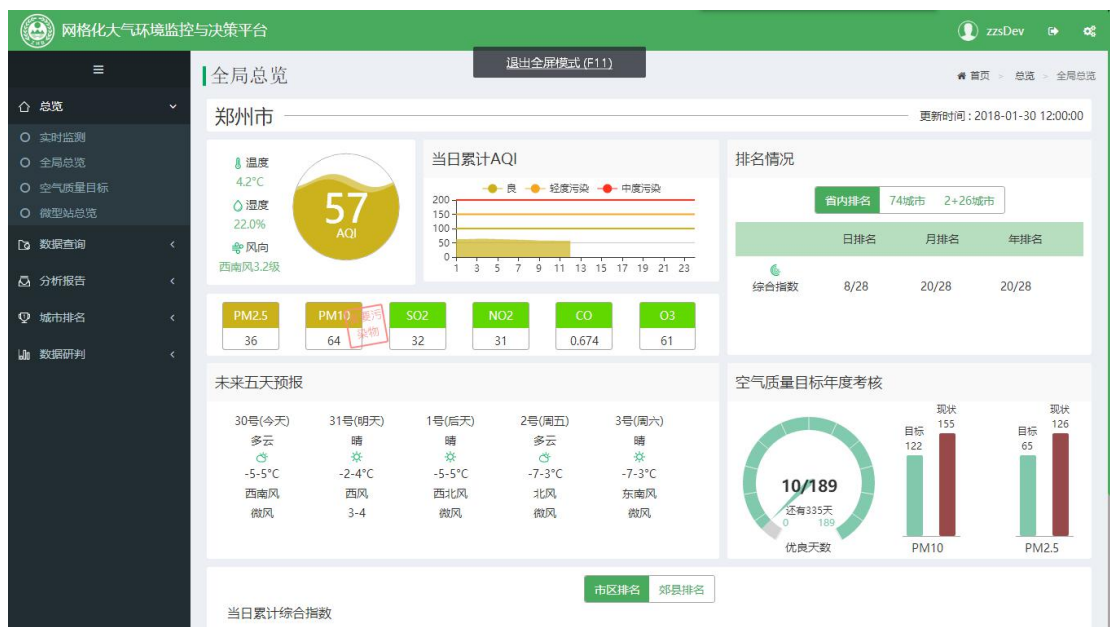 网格化大气环境监控与决策平台
zzsDev
退出全屏模式 (F11)
全局总览
首页 > 总览 > 全局总览
总览
实时监测
全局总览
空气质量目标
微型站总览
数据查询
分析报告
城市排名
数据研判
郑州市
更新时间 : 2018-01-30 12:00:00
温度
4.2°C
湿度
22.0%
风向
西南风3.2级
57
AQI
当日累计AQI
良 轻度污染 中度污染
200
150
100
50
0
1 3 5 7 9 11 13 15 17 19 21 23
排名情况
省内排名 74城市 2+26城市
日排名 月排名 年排名
综合指数 8/28 20/28 20/28
PM2.5 PM10 SO2 NO2 CO O3
36 64 32 31 0.674 61
要污
染物
未来五天预报
30号(今天) 31号(明天) 1号(后天) 2号(周五) 3号(周六)
多云 晴 晴 多云 晴
-5-5°C -2-4°C -5-5°C -7-3°C -7-3°C
西南风 西风 西北风 北风 东南风
微风 3-4 微风 微风 微风
空气质量目标年度考核
10/189
还有335天
0 189
优良天数
目标
122
现状
155
PM10
目标
65
现状
126
PM2.5
市区排名 郊县排名
当日累计综合指数